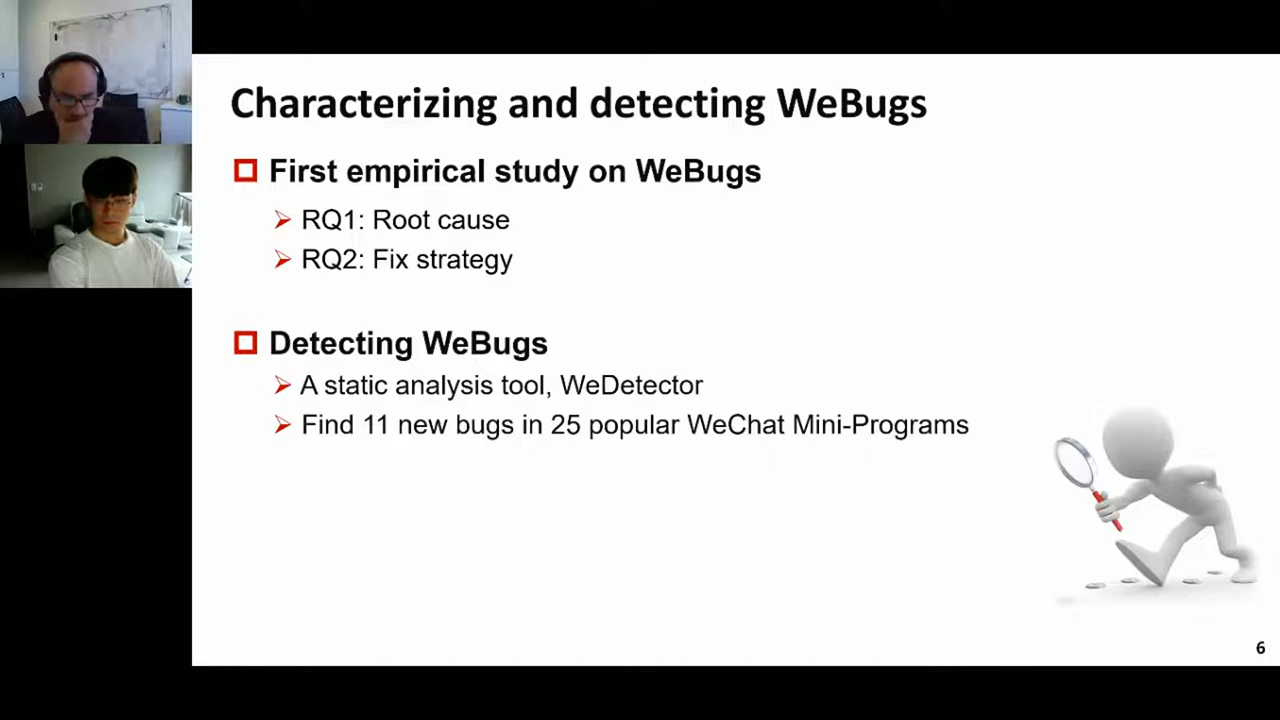 Characterizing and detecting WeBugs
First empirical study on WeBugs
RQ1: Root cause
RQ2: Fix strategy
Detecting WeBugs
A static analysis tool, WeDetector
Find 11 new bugs in 25 popular WeChat Mini-Programs
6